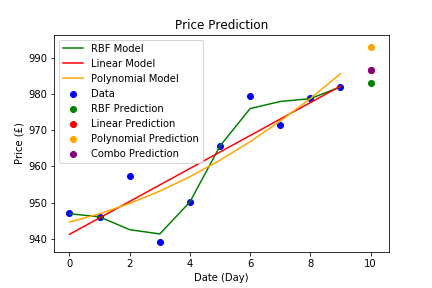 Price Prediction
RBF Model
Linear Model
Polynomial Model
Data
RBF Prediction
Linear Prediction
Polynomial Prediction
Combo Prediction
Price (£)
990
980
970
960
950
940
0 2 4 6 8 10
Date (Day)